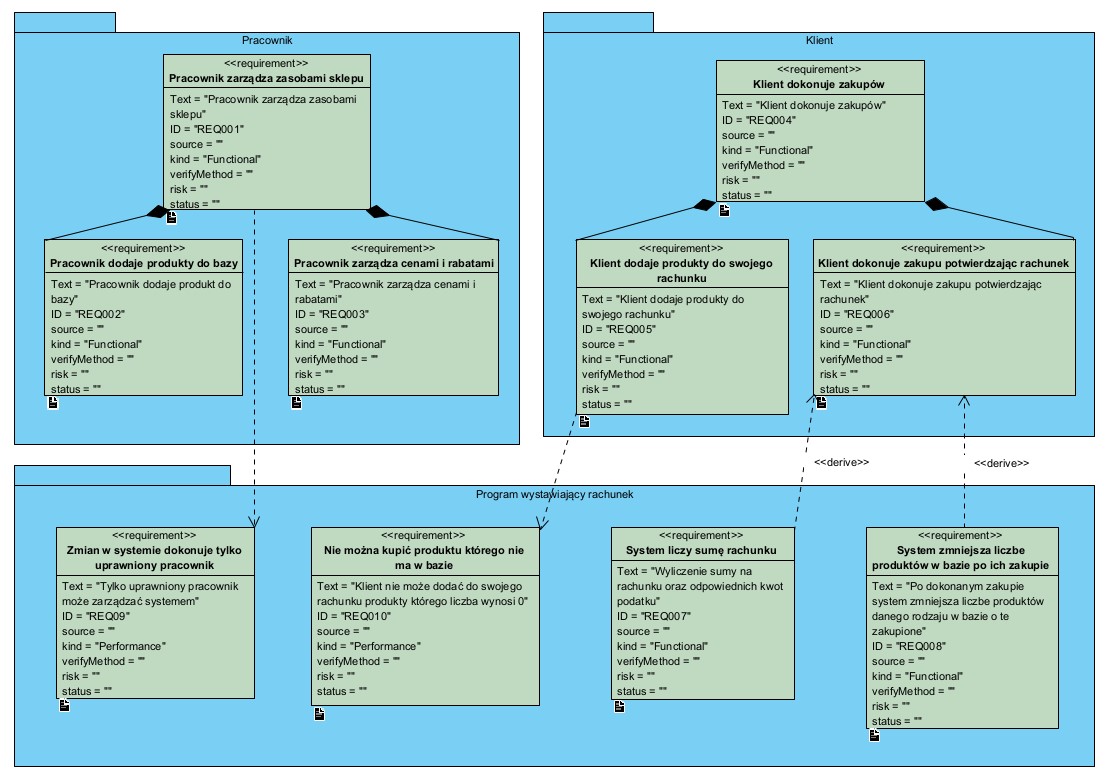 Pracownik
<<requirement>>
Pracownik zarządza zasobami sklepu
Text = "Pracownik zarządza zasobami
sklepu"
ID = "REQ001"
source = ""
kind = "Functional"
verifyMethod = ""
risk = ""
status = ""
<<requirement>>
Pracownik dodaje produkty do bazy
Text = "Pracownik dodaje produkt do
bazy"
ID = "REQ002"
source = ""
kind = "Functional"
verifyMethod = ""
risk = ""
status = ""
<<requirement>>
Pracownik zarządza cenami i rabatami
Text = "Pracownik zarządza cenami i
rabatami"
ID = "REQ003"
source = ""
kind = "Functional"
verifyMethod = ""
risk = ""
status = ""
Klient
<<requirement>>
Klient dokonuje zakupów
Text = "Klient dokonuje zakupów"
ID = "REQ004"
source = ""
kind = "Functional"
verifyMethod = ""
risk = ""
status = ""
<<requirement>>
Klient dodaje produkty do swojego
rachunku
Text = "Klient dodaje produkty do
swojego rachunku"
ID = "REQ005"
source = ""
kind = "Functional"
verifyMethod = ""
risk = ""
status = ""
<<requirement>>
Klient dokonuje zakupu potwierdzając rachunek
Text = "Klient dokonuje zakupu potwierdzając
rachunek"
ID = "REQ006"
source = ""
kind = "Functional"
verifyMethod = ""
risk = ""
status = ""
<<derive>>
<<derive>>
Program wystawiający rachunek
<<requirement>>
Zmian w systemie dokonuje tylko
uprawniony pracownik
Text = "Tylko uprawniony pracownik
może zarządzać systemem"
ID = "REQ09"
source = ""
kind = "Performance"
verifyMethod = ""
risk = ""
status = ""
<<requirement>>
Nie można kupić produktu którego nie
ma w bazie
Text = "Klient nie może dodać do swojego
rachunku produkty którego liczba wynosi 0"
ID = "REQ010"
source = ""
kind = "Performance"
verifyMethod = ""
risk = ""
status = ""
<<requirement>>
System liczy sumę rachunku
Text = "Wyliczenie sumy na
rachunku oraz odpowiednich kwot
podatku"
ID = "REQ007"
source = ""
kind = "Functional"
verifyMethod = ""
risk = ""
status = ""
<<requirement>>
System zmniejsza liczbe
produktów w bazie po ich zakupie
Text = "Po dokonanym zakupie
system zmniejsza liczbe produktów
danego rodzaju w bazie o te
zakupione"
ID = "REQ008"
source = ""
kind = "Functional"
verifyMethod = ""
risk = ""
status = ""